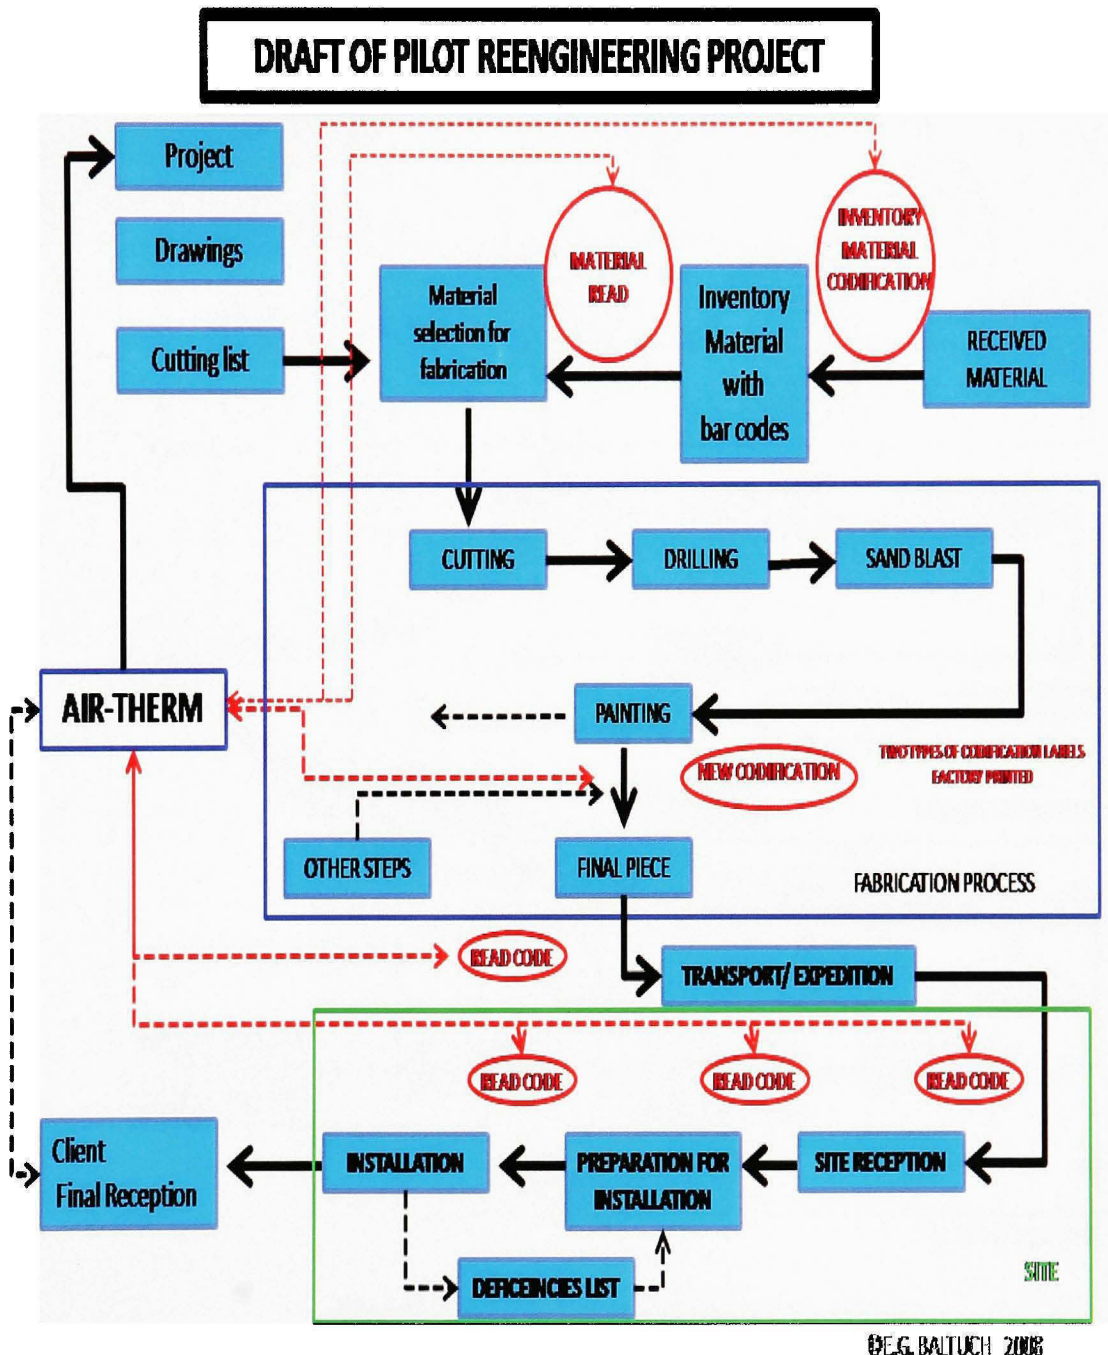 DRAFT OF PILOT REENGINEERING PROJECT
Project
Drawings
Cutting list
Material
selection for
fabrication
MATERIAL
READ
Inventory
Material
with
bar codes
INVENTORY
MATERIAL
CODIFICATION
RECEIVED
MATERIAL
CUTTING
DRILLING
SAND BLAST
AIR-THERM
PAINTING
NEW CODIFICATION
TWO TYPES OF CODIFICATION LABELS
FACTORY PRINTED
OTHER STEPS
FINAL PIECE
FABRICATION PROCESS
READ CODE
TRANSPORT/ EXPEDITION
READ CODE
READ CODE
READ CODE
Client
Final Reception
INSTALLATION
PREPARATION FOR
INSTALLATION
SITE RECEPTION
DEFICEINCIES LIST
SITE
©E.G. BALTUCH 2008